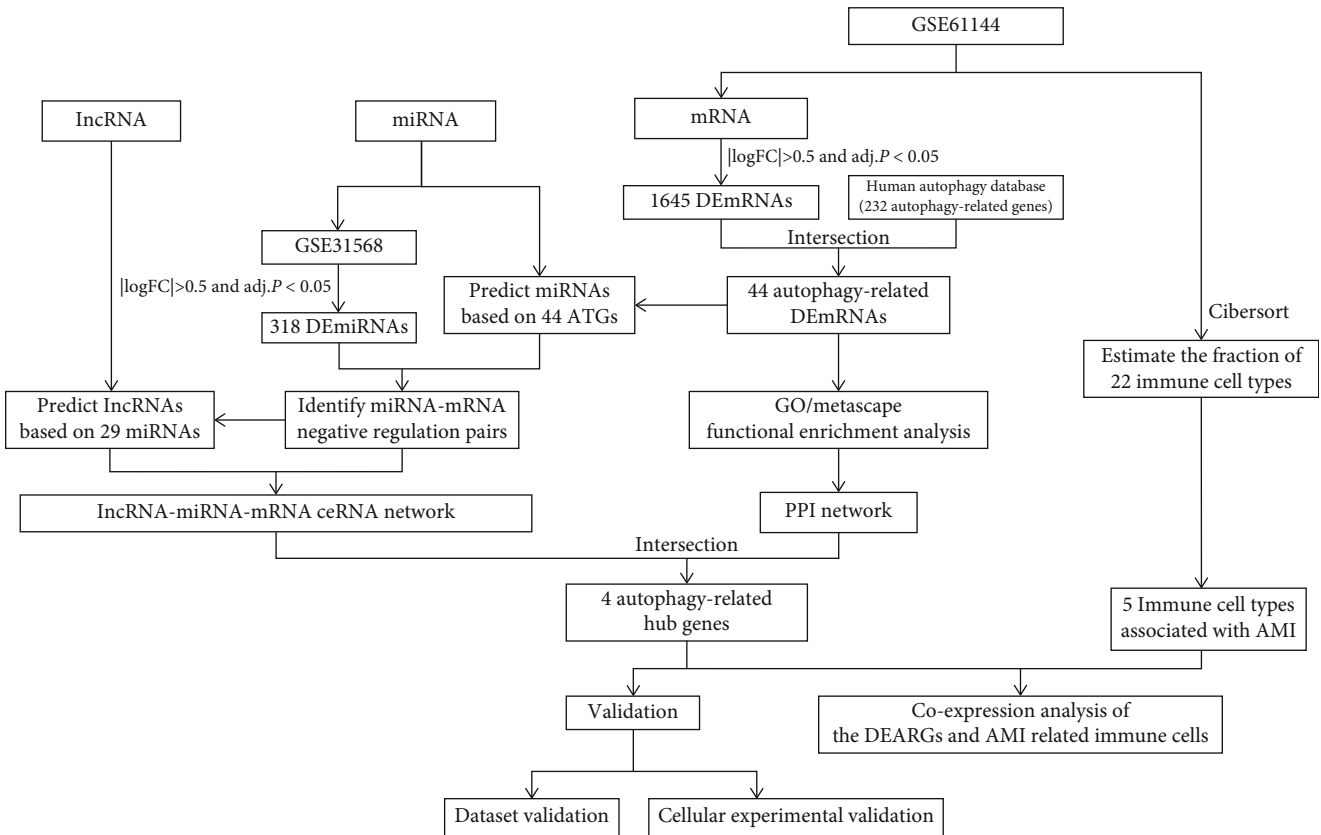 GSE61144
lncRNA
miRNA
mRNA
|logFC|>0.5 and adj.P < 0.05
1645 DEmRNAs
Human autophagy database
(232 autophagy-related genes)
GSE31568
Intersection
|logFC|>0.5 and adj.P < 0.05
Predict miRNAs
based on 44 ATGs
44 autophagy-related
DEmRNAs
318 DEmiRNAs
Cibersort
Estimate the fraction of
22 immune cell types
Predict lncRNAs
based on 29 miRNAs
Identify miRNA-mRNA
negative regulation pairs
GO/metascape
functional enrichment analysis
lncRNA-miRNA-mRNA ceRNA network
PPI network
Intersection
4 autophagy-related
hub genes
5 Immune cell types
associated with AMI
Validation
Co-expression analysis of
the DEARGs and AMI related immune cells
Dataset validation
Cellular experimental validation